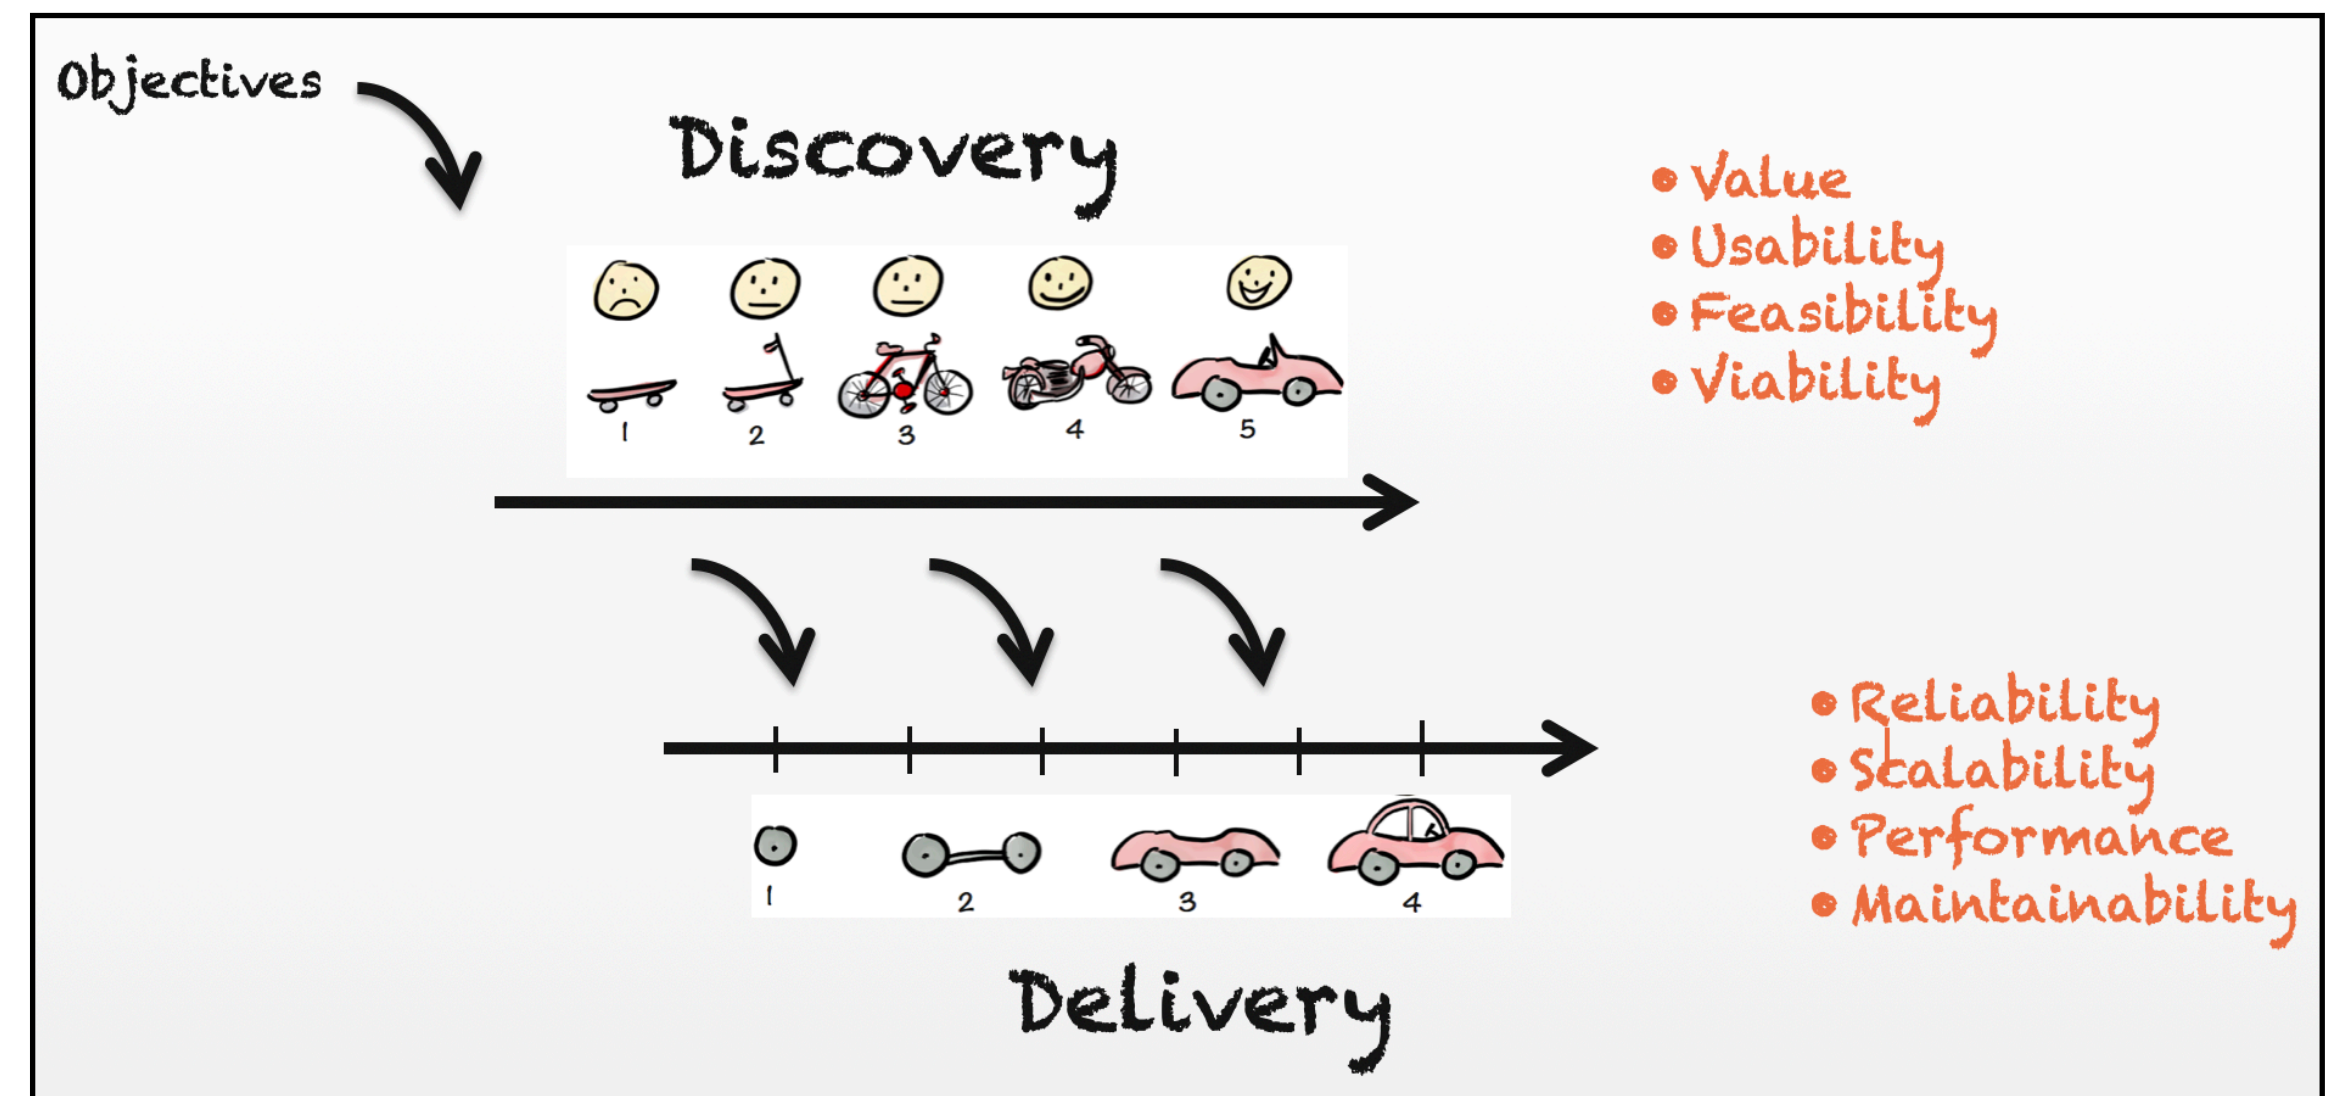 Objectives
Discovery
• Value
• Usability
• Feasibility
• Viability
1 2 3 4 5
• Reliability
• Scalability
• Performance
• Maintainability
1 2 3 4
Delivery